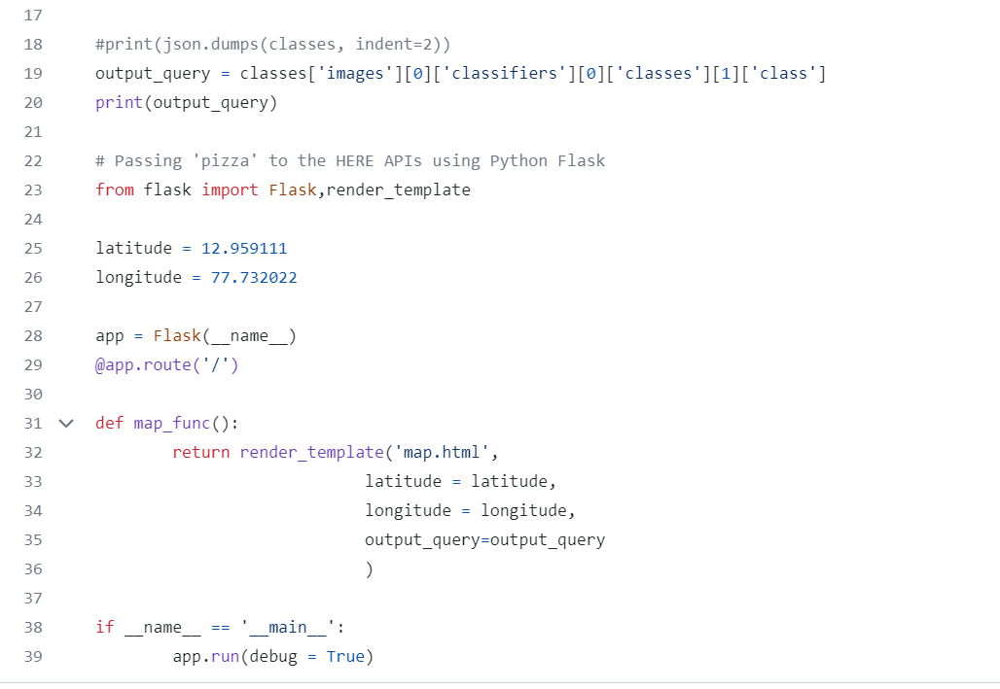 17
18 #print(json.dumps(classes, indent=2))
19 output_query = classes['images'][0]['classifiers'][0]['classes'][1]['class']
20 print(output_query)
21
22 # Passing 'pizza' to the HERE APIs using Python Flask
23 from flask import Flask,render_template
24
25 latitude = 12.959111
26 longitude = 77.732022
27
28 app = Flask(__name__)
29 @app.route('/')
30
31 def map_func():
32         return render_template('map.html',
33                             latitude = latitude,
34                             longitude = longitude,
35                             output_query=output_query
36                             )
37
38 if __name__ == '__main__':
39         app.run(debug = True)